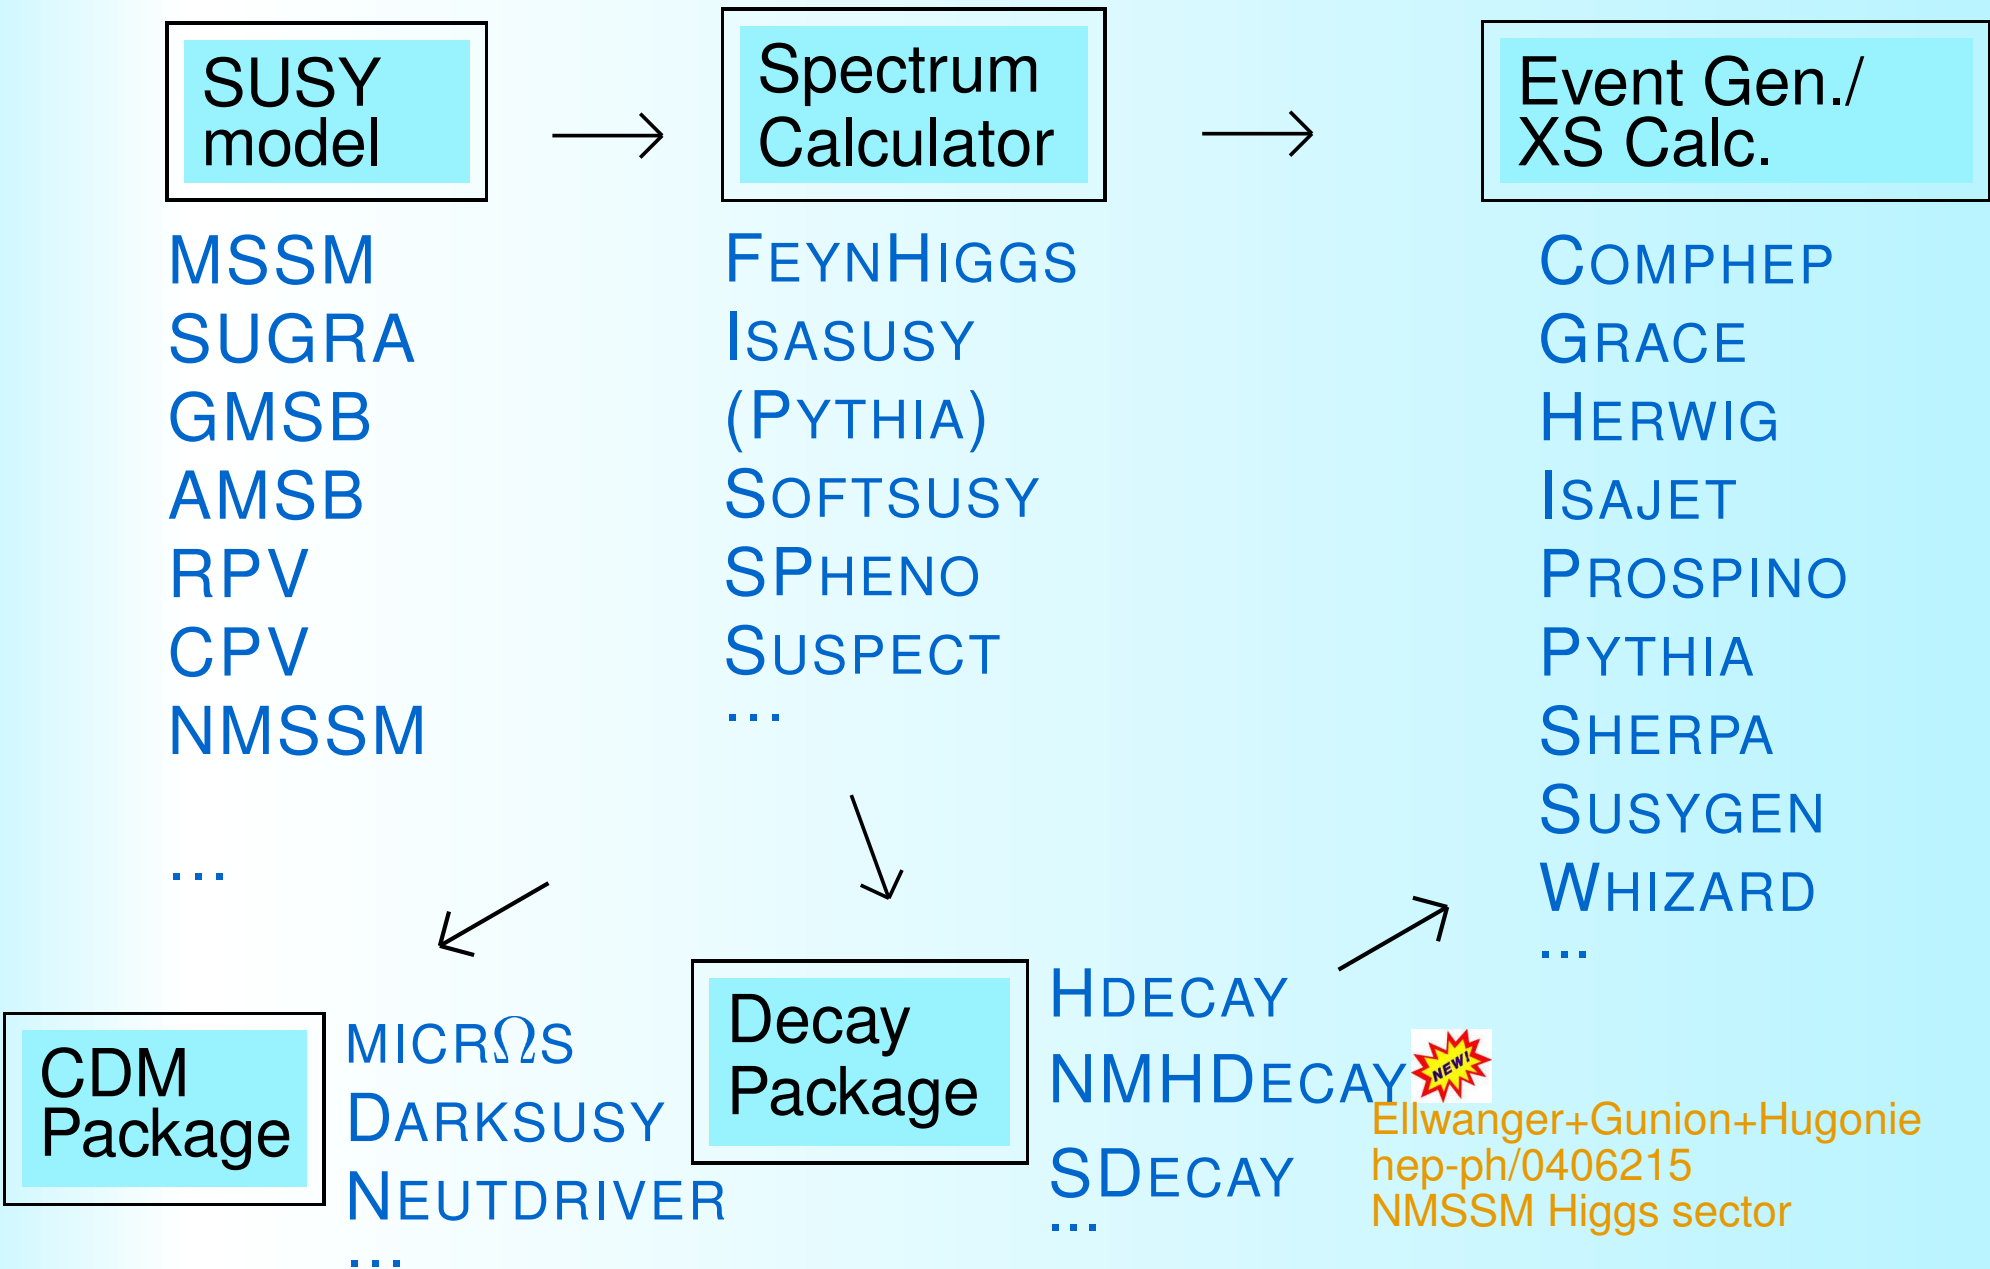 SUSY
model
Spectrum
Calculator
Event Gen./
XS Calc.
MSSM
SUGRA
GMSB
AMSB
RPV
CPV
NMSSM
...
FEYNHIGGS
ISASUSY
(PYTHIA)
SOFTSUSY
SPHENO
SUSPECT
...
COMPHEP
GRACE
HERWIG
ISAJET
PROSPINO
PYTHIA
SHERPA
SUSYGEN
WHIZARD
...
CDM
Package
MICRΩS
DARKSUSY
NEUTDRIVER
...
Decay
Package
HDECAY
NMHDECAY
NEW!
SDECAY
...
Ellwanger+Gunion+Hugonie
hep-ph/0406215
NMSSM Higgs sector